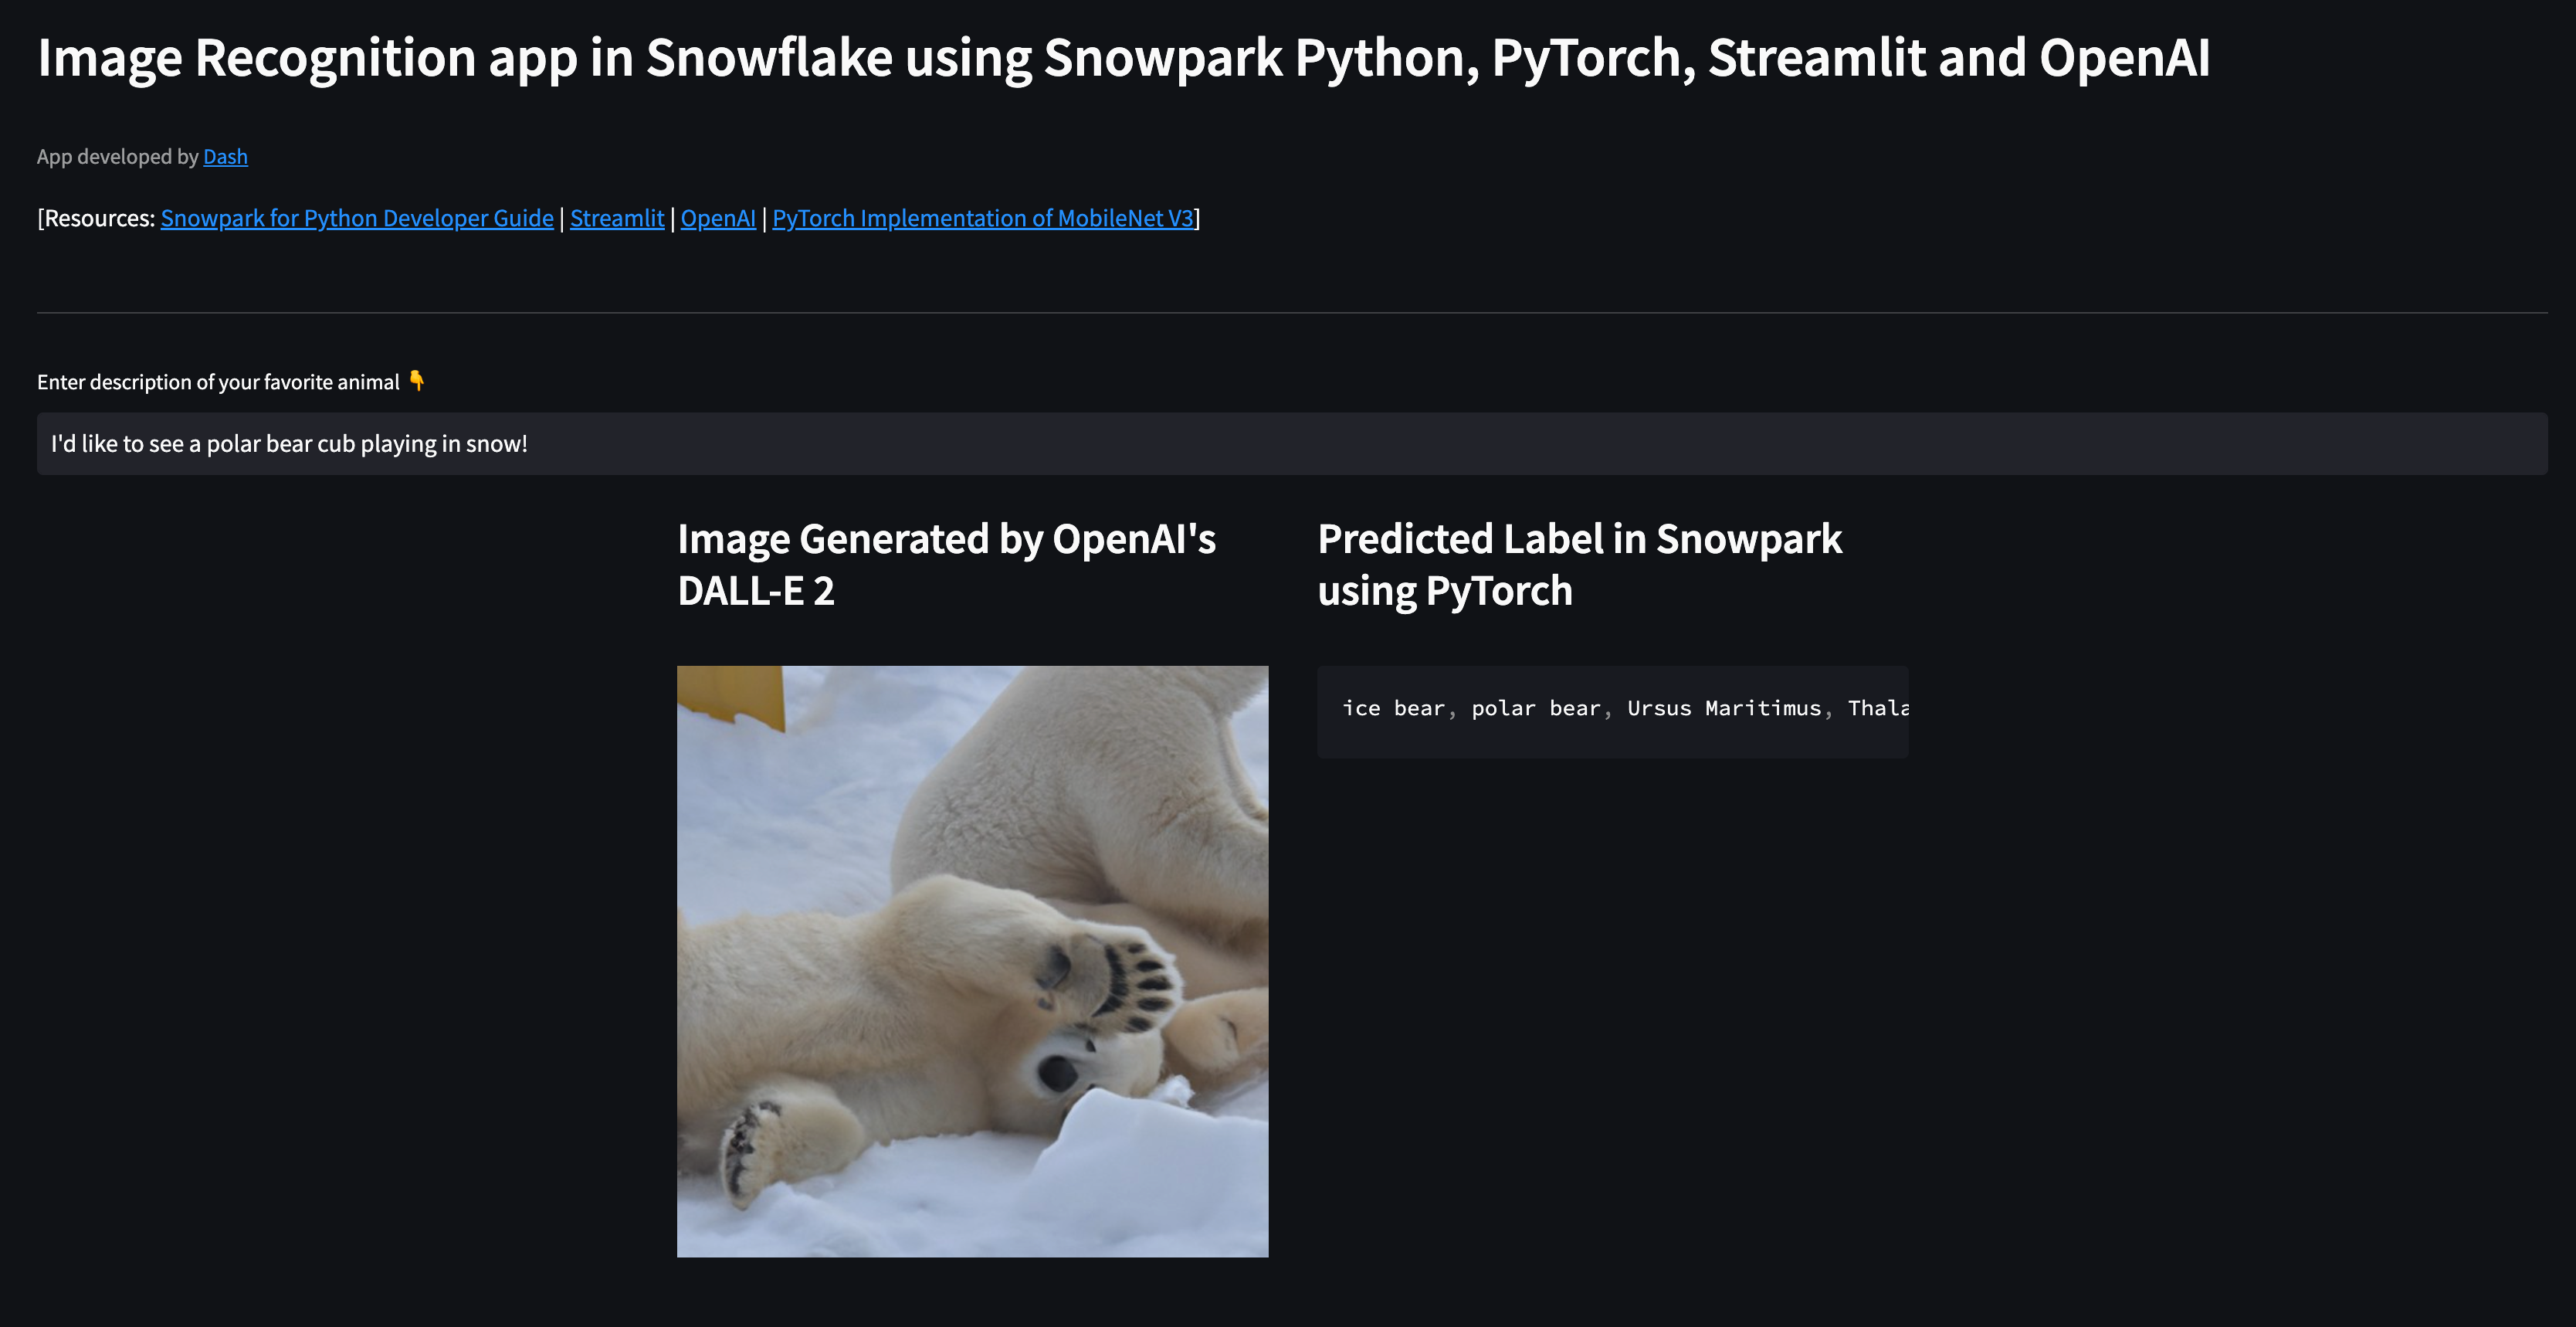 Image Recognition app in Snowflake using Snowpark Python, PyTorch, Streamlit and OpenAI
App developed by Dash
[Resources: Snowpark for Python Developer Guide | Streamlit | OpenAI | PyTorch Implementation of MobileNet V3]
Enter description of your favorite animal 👇
I'd like to see a polar bear cub playing in snow!
Image Generated by OpenAI's
DALL-E 2
Predicted Label in Snowpark
using PyTorch
ice bear, polar bear, Ursus Maritimus, Thala